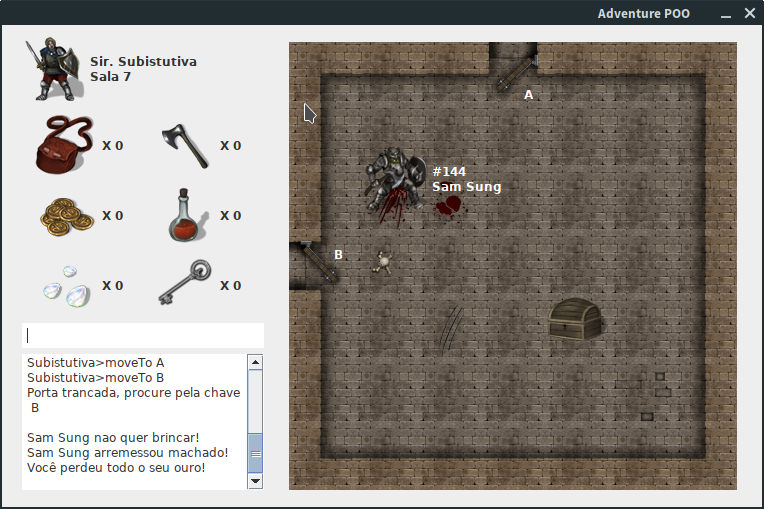 Adventure POO
Sir. Subistutiva
Sala 7
X 0
X 0
X 0
X 0
X 0
X 0
Subistutiva>moveTo A
Subistutiva>moveTo B
Porta trancada, procure pela chave
B
Sam Sung nao quer brincar!
Sam Sung arremessou machado!
Você perdeu todo o seu ouro!
A
#144
Sam Sung
B